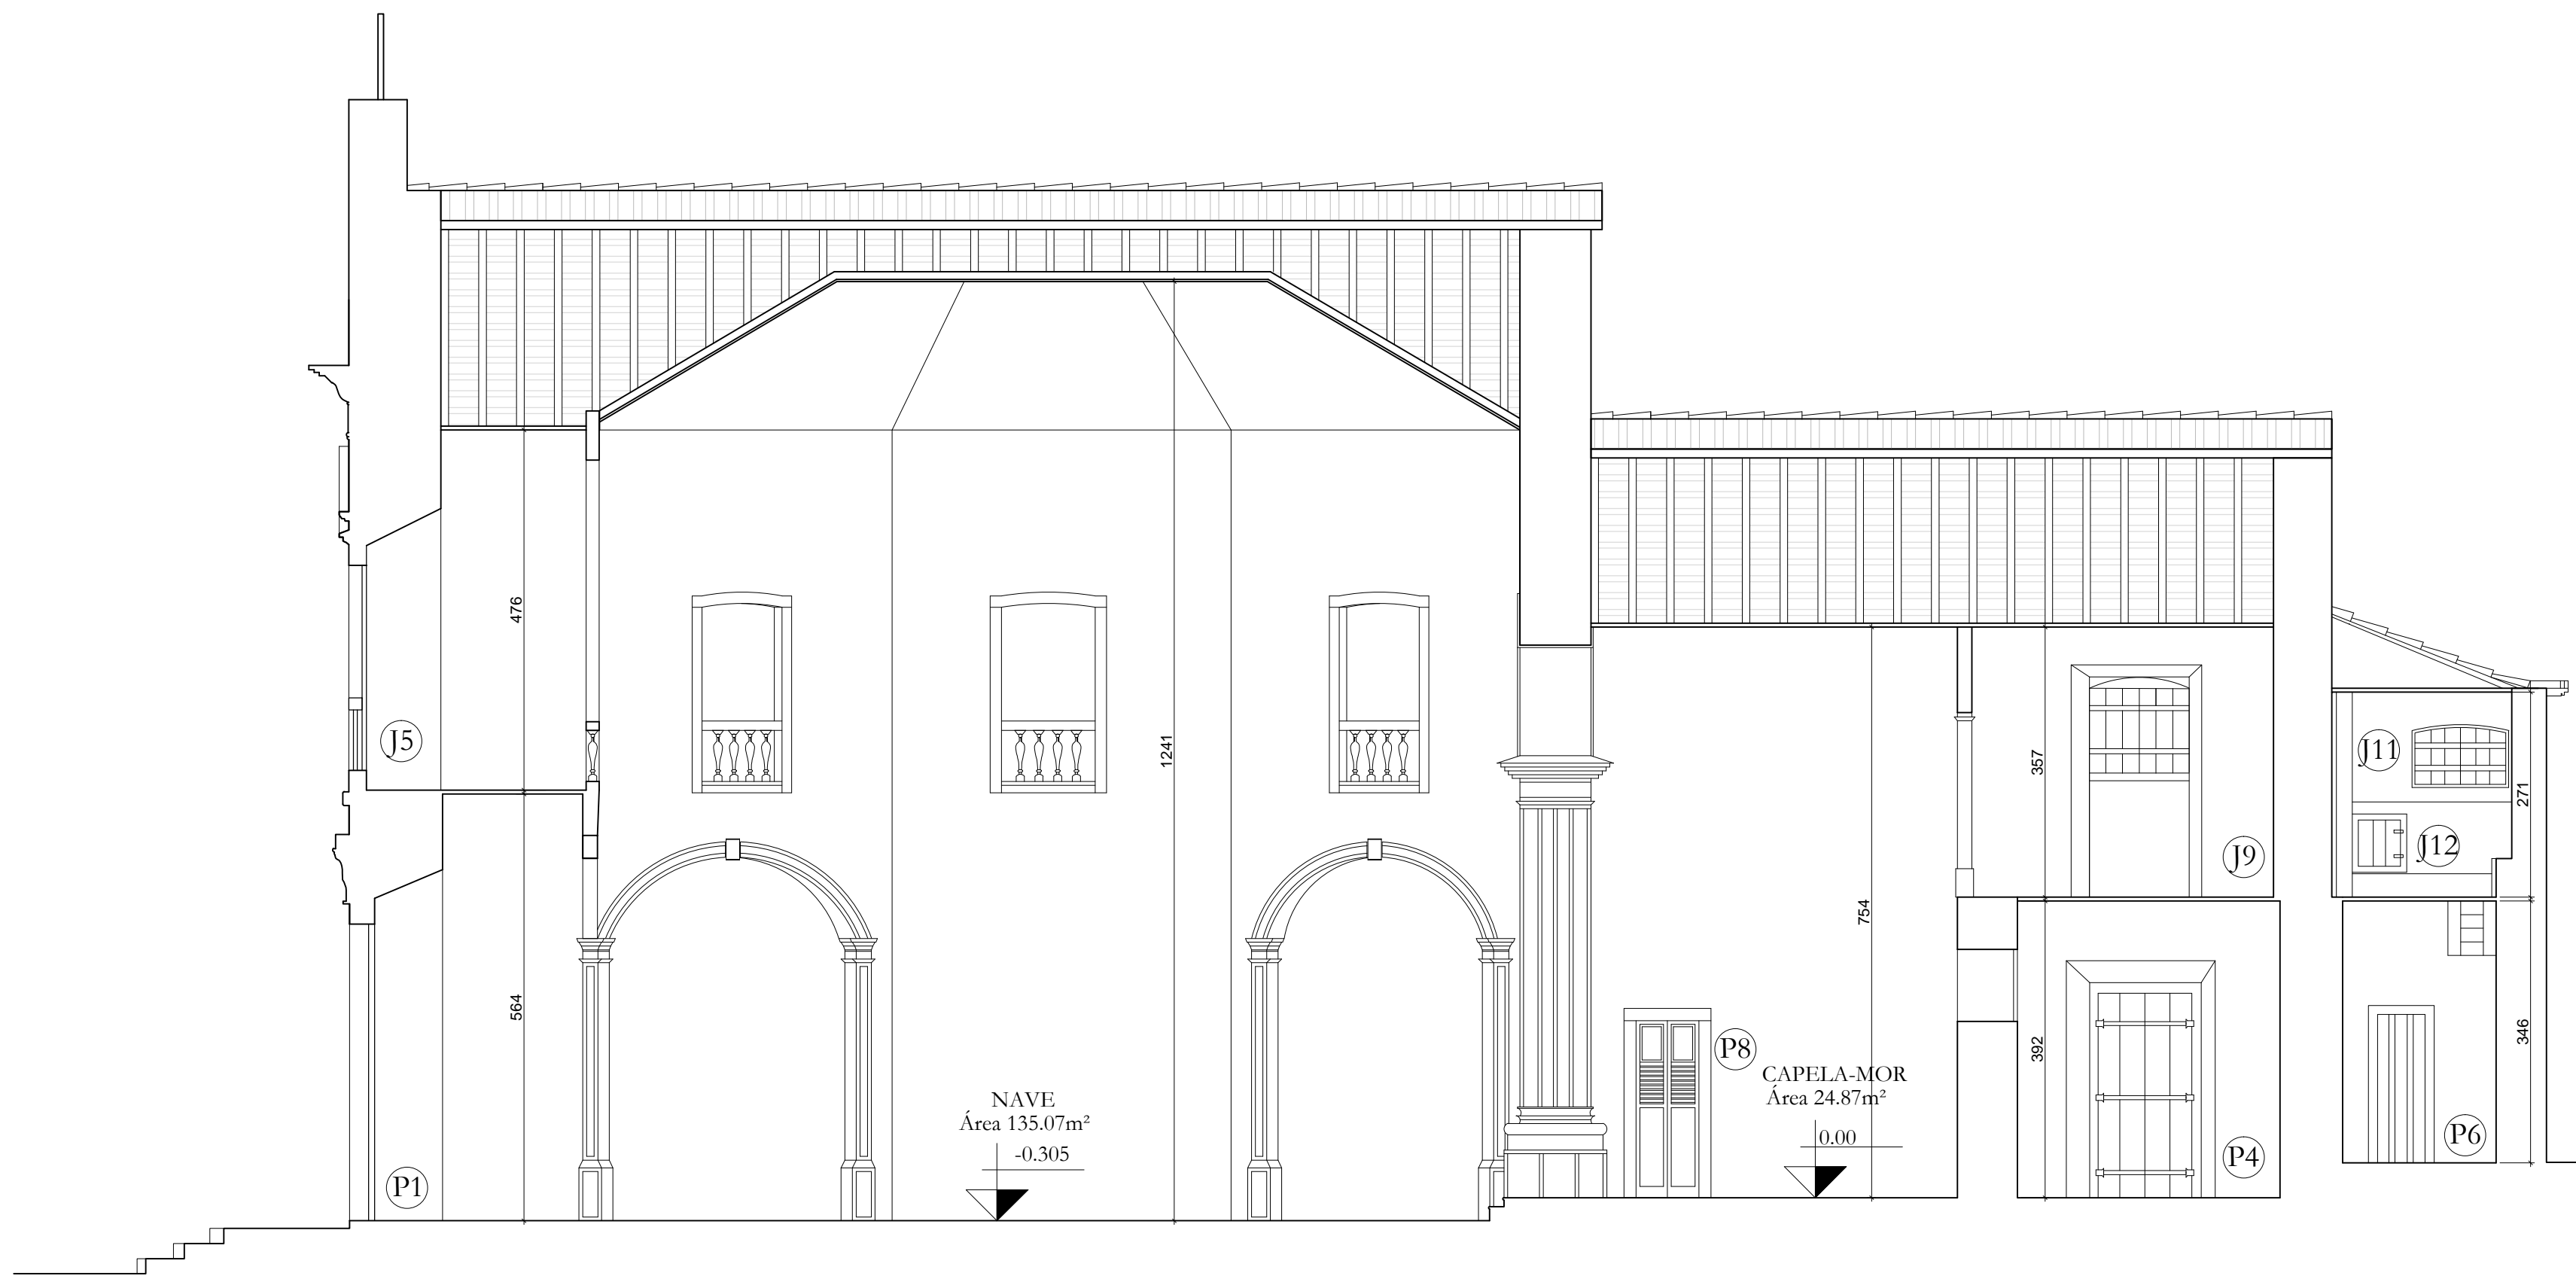 476
1241
J5
357
J11
271
J12
J9
754
564
392
346
P8
CAPELA-MOR
Área 24.87m²
0.00
NAVE
Área 135.07m²
-0.305
P6
P4
P1